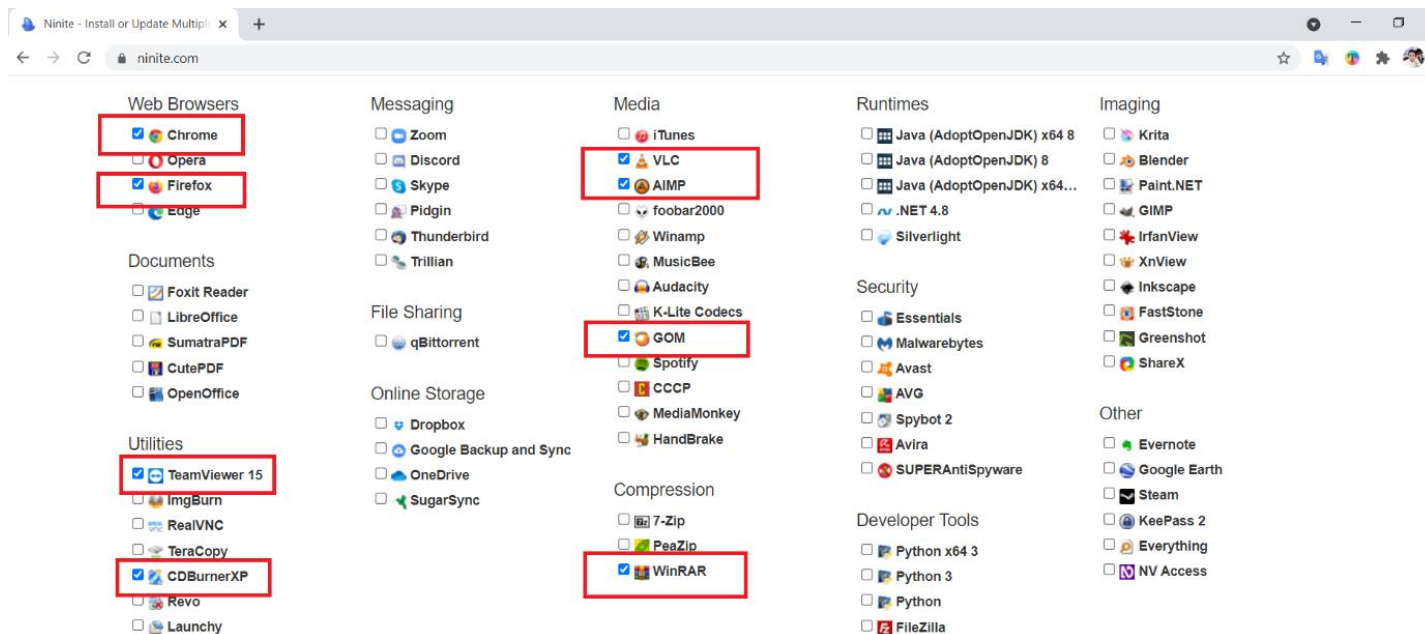 Ninite - Install or Update Multipl
ninite.com
Web Browsers
Chrome
Opera
Firefox
Edge
Documents
Foxit Reader
LibreOffice
SumatraPDF
CutePDF
OpenOffice
Utilities
TeamViewer 15
ImgBurn
RealVNC
TeraCopy
CDBurnerXP
Revo
Launchy
Messaging
Zoom
Discord
Skype
Pidgin
Thunderbird
Trillian
File Sharing
qBittorrent
Online Storage
Dropbox
Google Backup and Sync
OneDrive
SugarSync
Media
iTunes
VLC
AIMP
foobar2000
Winamp
MusicBee
Audacity
K-Lite Codecs
GOM
Spotify
CCCP
MediaMonkey
HandBrake
Compression
7-Zip
PeaZip
WinRAR
Runtimes
Java (AdoptOpenJDK) x64 8
Java (AdoptOpenJDK) 8
Java (AdoptOpenJDK) x64...
.NET 4.8
Silverlight
Security
Essentials
Malwarebytes
Avast
AVG
Spybot 2
Avira
SUPERAntiSpyware
Developer Tools
Python x64 3
Python 3
Python
FileZilla
Imaging
Krita
Blender
Paint.NET
GIMP
IrfanView
XnView
Inkscape
FastStone
Greenshot
ShareX
Other
Evernote
Google Earth
Steam
KeePass 2
Everything
NV Access